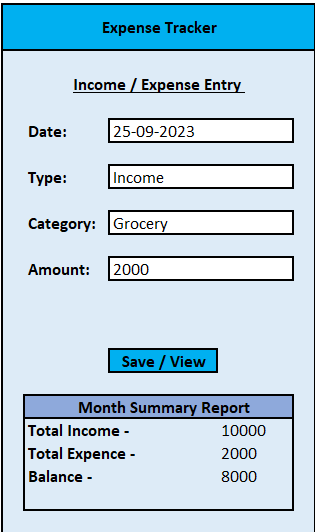 Expense Tracker
Income / Expense Entry
Date: 25-09-2023
Type: Income
Category: Grocery
Amount: 2000
Save / View
Month Summary Report
Total Income - 10000
Total Expence - 2000
Balance - 8000